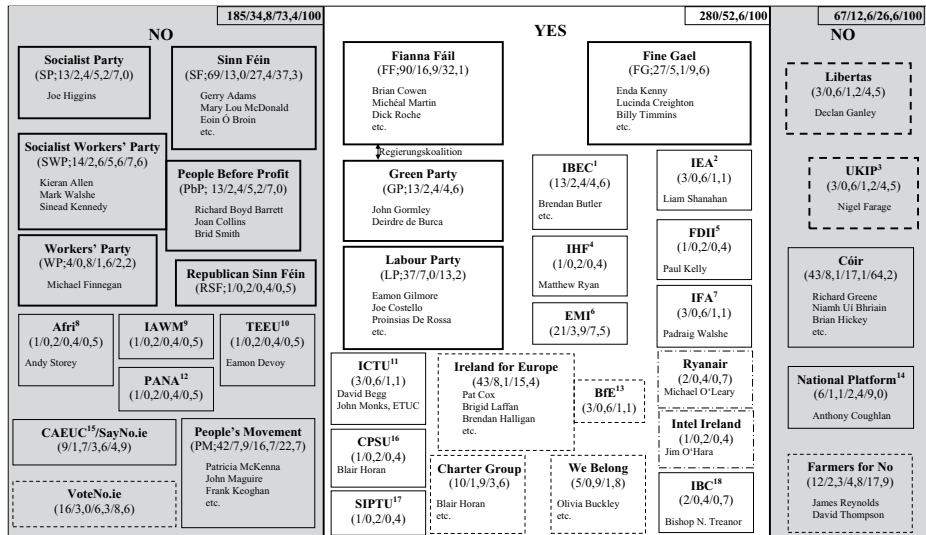 185/34,8/73,4/100
NO
Socialist Party
(SP;13/2,4/5,2/7,0)
Joe Higgins
Sinn Féin
(SF;69/13,0/27,4/37,3)
Gerry Adams
Mary Lou McDonald
Eoin Ó Broin
etc.
Socialist Workers' Party
(SWP;14/2,6/5,6/7,6)
Kieran Allen
Mark Walshe
Sinead Kennedy
People Before Profit
(PbP; 13/2,4/5,2/7,0)
Richard Boyd Barrett
Joan Collins
Brid Smith
Workers' Party
(WP;4/0,8/1,6/2,2)
Michael Finnegan
Republican Sinn Féin
(RSF;1/0,2/0,4/0,5)
Afri8
(1/0,2/0,4/0,5)
Andy Storey
IAWM9
(1/0,2/0,4/0,5)
TEEU10
(1/0,2/0,4/0,5)
Eamon Devoy
PANA12
(1/0,2/0,4/0,5)
CAEUC15/SayNo.ie
(9/1,7/3,6/4,9)
People's Movement
(PM;42/7,9/16,7/22,7)
Patricia McKenna
John Maguire
Frank Keoghan
etc.
VoteNo.ie
(16/3,0/6,3/8,6)
280/52,6/100
YES
Fianna Fáil
(FF;90/16,9/32,1)
Brian Cowen
Michéal Martin
Dick Roche
etc.
Fine Gael
(FG;27/5,1/9,6)
Enda Kenny
Lucinda Creighton
Billy Timmins
etc.
Regierungskoalition
Green Party
(GP;13/2,4/4,6)
John Gormley
Deirdre de Burca
IBEC1
(13/2,4/4,6)
Brendan Butler
etc.
IEA2
(3/0,6/1,1)
Liam Shanahan
Labour Party
(LP;37/7,0/13,2)
Eamon Gilmore
Joe Costello
Proinsias De Rossa
etc.
IHF4
(1/0,2/0,4)
Matthew Ryan
FDII5
(1/0,2/0,4)
Paul Kelly
EMI6
(21/3,9/7,5)
IFA7
(3/0,6/1,1)
Padraig Walshe
ICTU11
(3/0,6/1,1)
David Begg
John Monks, ETUC
Ireland for Europe
(43/8,1/15,4)
Pat Cox
Brigid Laffan
Brendan Halligan
etc.
BfE13
(3/0,6/1,1)
Ryanair
(2/0,4/0,7)
Michael O'Leary
Intel Ireland
(1/0,2/0,4)
Jim O'Hara
CPSU16
(1/0,2/0,4)
Blair Horan
Charter Group
(10/1,9/3,6)
Blair Horan
etc.
We Belong
(5/0,9/1,8)
Olivia Buckley
etc.
IBC18
(2/0,4/0,7)
Bishop N. Treanor
SIPTU17
(1/0,2/0,4)
67/12,6/26,6/100
NO
Libertas
(3/0,6/1,2/4,5)
Declan Ganley
UKIP3
(3/0,6/1,2/4,5)
Nigel Farage
Cóir
(43/8,1/17,1/64,2)
Richard Greene
Niamh Uí Bhriain
Brian Hickey
etc.
National Platform14
(6/1,1/2,4/9,0)
Anthony Coughlan
Farmers for No
(12/2,3/4,8/17,9)
James Reynolds
David Thompson